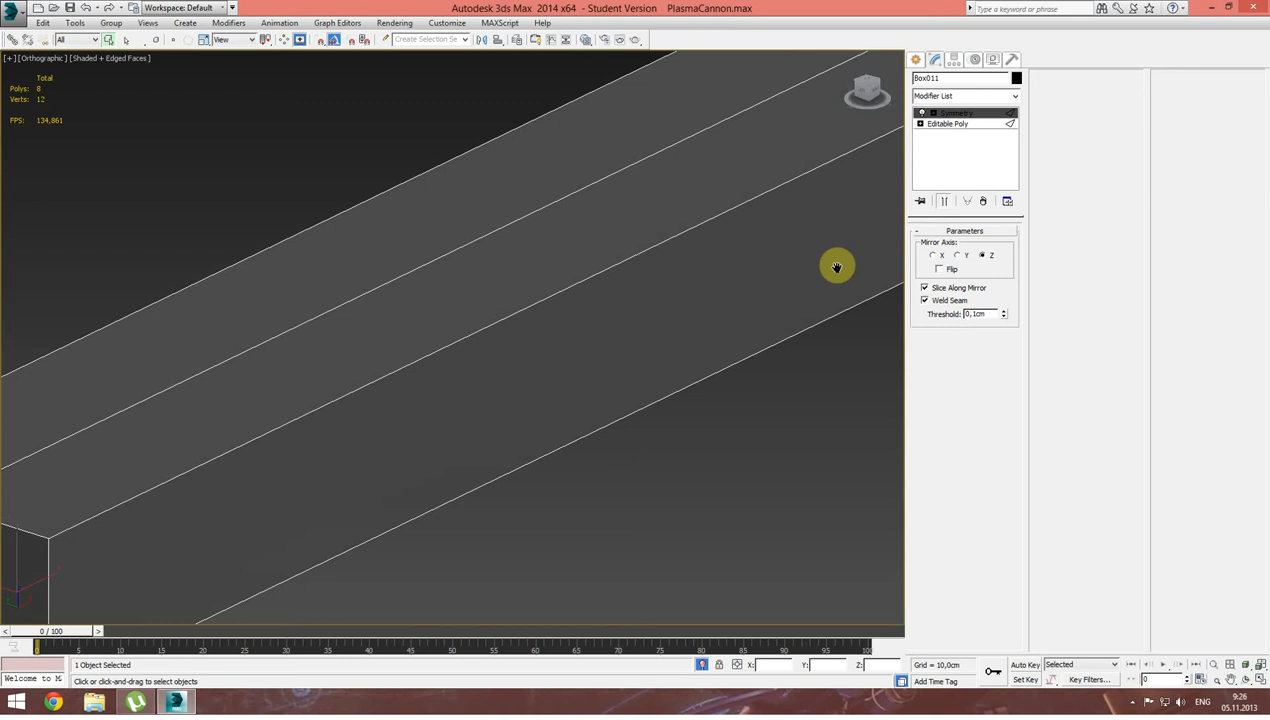 Workspace: Default
Autodesk 3ds Max 2014 x64 - Student Version PlasmaCannon.max
Type a keyword or phrase
Edit Tools Group Views Create Modifiers Animation Graph Editors Rendering Customize MAXScript Help
All View Create Selection Se
[+] [Orthographic] [Shaded + Edged Faces]
Total
Polys: 8
Verts: 12
FPS: 134,861
Box011
Modifier List
Symmetry
Editable Poly
Parameters
Mirror Axis:
X Y Z
Flip
Slice Along Mirror
Weld Seam
Threshold: 0,1cm
0 / 100
0 5 10 15 20 25 30 35 40 45 50 55 60 65 70 75 80 85 90 95 100
1 Object Selected X: Y: Z: Grid = 10,0cm Auto Key Selected
Welcome to M Click or click-and-drag to select objects Add Time Tag Set Key Key Filters... 0
ENG 9:26
05.11.2013